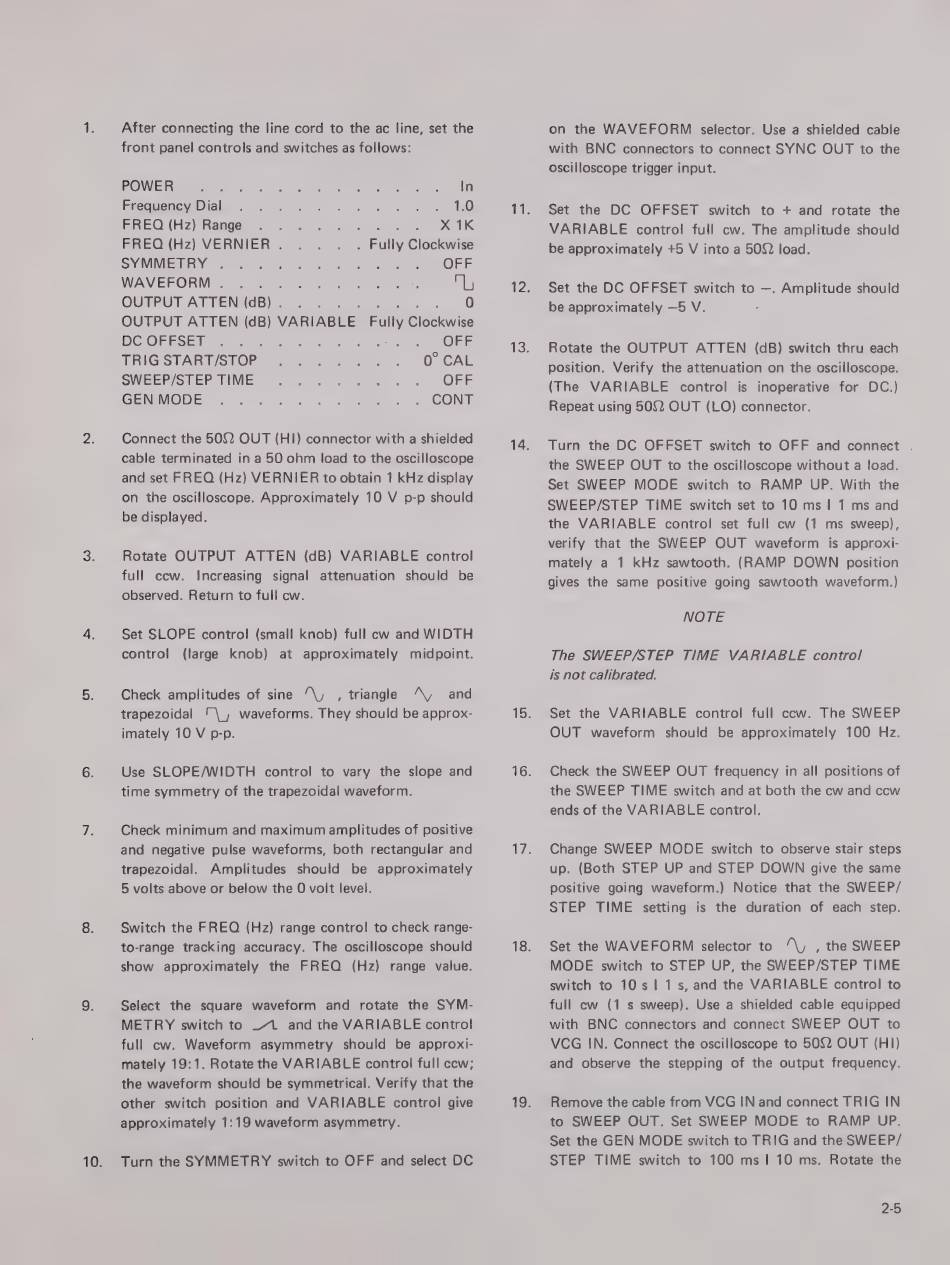 1. After connecting the line cord to the ac line, set the
front panel controls and switches as follows:
POWER . . . . . . . . . . . . . In
Frequency Dial . . . . . . . . . . . 1.0
FREQ (Hz) Range . . . . . . . . . X 1K
FREQ (Hz) VERNIER . . . . . Fully Clockwise
SYMMETRY . . . . . . . . . . . OFF
WAVEFORM . . . . . . . . . . .
OUTPUT ATTEN (dB) . . . . . . . . . 0
OUTPUT ATTEN (dB) VARIABLE Fully Clockwise
DC OFFSET . . . . . . . . . . . OFF
TRIG START/STOP . . . . . . . 0° CAL
SWEEP/STEP TIME . . . . . . . . OFF
GEN MODE . . . . . . . . . . . CONT
2. Connect the 50Ω OUT (HI) connector with a shielded
cable terminated in a 50 ohm load to the oscilloscope
and set FREQ (Hz) VERNIER to obtain 1 kHz display
on the oscilloscope. Approximately 10 V p-p should
be displayed.
3. Rotate OUTPUT ATTEN (dB) VARIABLE control
full ccw. Increasing signal attenuation should be
observed. Return to full cw.
4. Set SLOPE control (small knob) full cw and WIDTH
control (large knob) at approximately midpoint.
5. Check amplitudes of sine , triangle and
trapezoidal waveforms. They should be approx-
imately 10 V p-p.
6. Use SLOPE/WIDTH control to vary the slope and
time symmetry of the trapezoidal waveform.
7. Check minimum and maximum amplitudes of positive
and negative pulse waveforms, both rectangular and
trapezoidal. Amplitudes should be approximately
5 volts above or below the 0 volt level.
8. Switch the FREQ (Hz) range control to check range-
to-range tracking accuracy. The oscilloscope should
show approximately the FREQ (Hz) range value.
9. Select the square waveform and rotate the SYM-
METRY switch to and the VARIABLE control
full cw. Waveform asymmetry should be approxi-
mately 19:1. Rotate the VARIABLE control full ccw;
the waveform should be symmetrical. Verify that the
other switch position and VARIABLE control give
approximately 1:19 waveform asymmetry.
10. Turn the SYMMETRY switch to OFF and select DC
on the WAVEFORM selector. Use a shielded cable
with BNC connectors to connect SYNC OUT to the
oscilloscope trigger input.
11. Set the DC OFFSET switch to + and rotate the
VARIABLE control full cw. The amplitude should
be approximately +5 V into a 50Ω load.
12. Set the DC OFFSET switch to −. Amplitude should
be approximately −5 V.
13. Rotate the OUTPUT ATTEN (dB) switch thru each
position. Verify the attenuation on the oscilloscope.
(The VARIABLE control is inoperative for DC.)
Repeat using 50Ω OUT (LO) connector.
14. Turn the DC OFFSET switch to OFF and connect
the SWEEP OUT to the oscilloscope without a load.
Set SWEEP MODE switch to RAMP UP. With the
SWEEP/STEP TIME switch set to 10 ms I 1 ms and
the VARIABLE control set full cw (1 ms sweep),
verify that the SWEEP OUT waveform is approxi-
mately a 1 kHz sawtooth. (RAMP DOWN position
gives the same positive going sawtooth waveform.)
NOTE
The SWEEP/STEP TIME VARIABLE control
is not calibrated.
15. Set the VARIABLE control full ccw. The SWEEP
OUT waveform should be approximately 100 Hz.
16. Check the SWEEP OUT frequency in all positions of
the SWEEP TIME switch and at both the cw and ccw
ends of the VARIABLE control.
17. Change SWEEP MODE switch to observe stair steps
up. (Both STEP UP and STEP DOWN give the same
positive going waveform.) Notice that the SWEEP/
STEP TIME setting is the duration of each step.
18. Set the WAVEFORM selector to , the SWEEP
MODE switch to STEP UP, the SWEEP/STEP TIME
switch to 10 s I 1 s, and the VARIABLE control to
full cw (1 s sweep). Use a shielded cable equipped
with BNC connectors and connect SWEEP OUT to
VCG IN. Connect the oscilloscope to 50Ω OUT (HI)
and observe the stepping of the output frequency.
19. Remove the cable from VCG IN and connect TRIG IN
to SWEEP OUT. Set SWEEP MODE to RAMP UP.
Set the GEN MODE switch to TRIG and the SWEEP/
STEP TIME switch to 100 ms I 10 ms. Rotate the
2-5